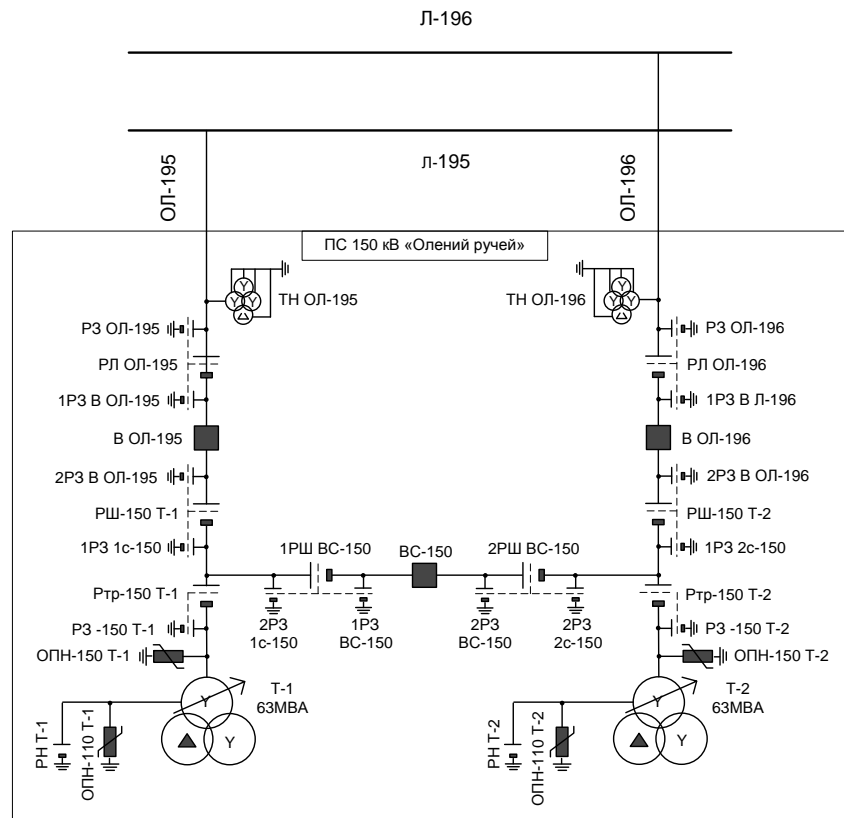 Л-196
Л-195
ОЛ-195
ОЛ-196
ПС 150 кВ «Олений ручей»
ТН ОЛ-195
ТН ОЛ-196
РЗ ОЛ-195
РЗ ОЛ-196
РЛ ОЛ-195
РЛ ОЛ-196
1РЗ В ОЛ-195
1РЗ В Л-196
В ОЛ-195
В ОЛ-196
2РЗ В ОЛ-195
2РЗ В ОЛ-196
РШ-150 Т-1
РШ-150 Т-2
1РЗ 1с-150
1РШ ВС-150
ВС-150
2РШ ВС-150
1РЗ 2с-150
Ртр-150 Т-1
Ртр-150 Т-2
2РЗ
1с-150
1РЗ
ВС-150
2РЗ
ВС-150
2РЗ
2с-150
РЗ -150 Т-1
РЗ -150 Т-2
ОПН-150 Т-1
ОПН-150 Т-2
Т-1
63МВА
Т-2
63МВА
РН Т-1
ОПН-110 Т-1
РН Т-2
ОПН-110 Т-2